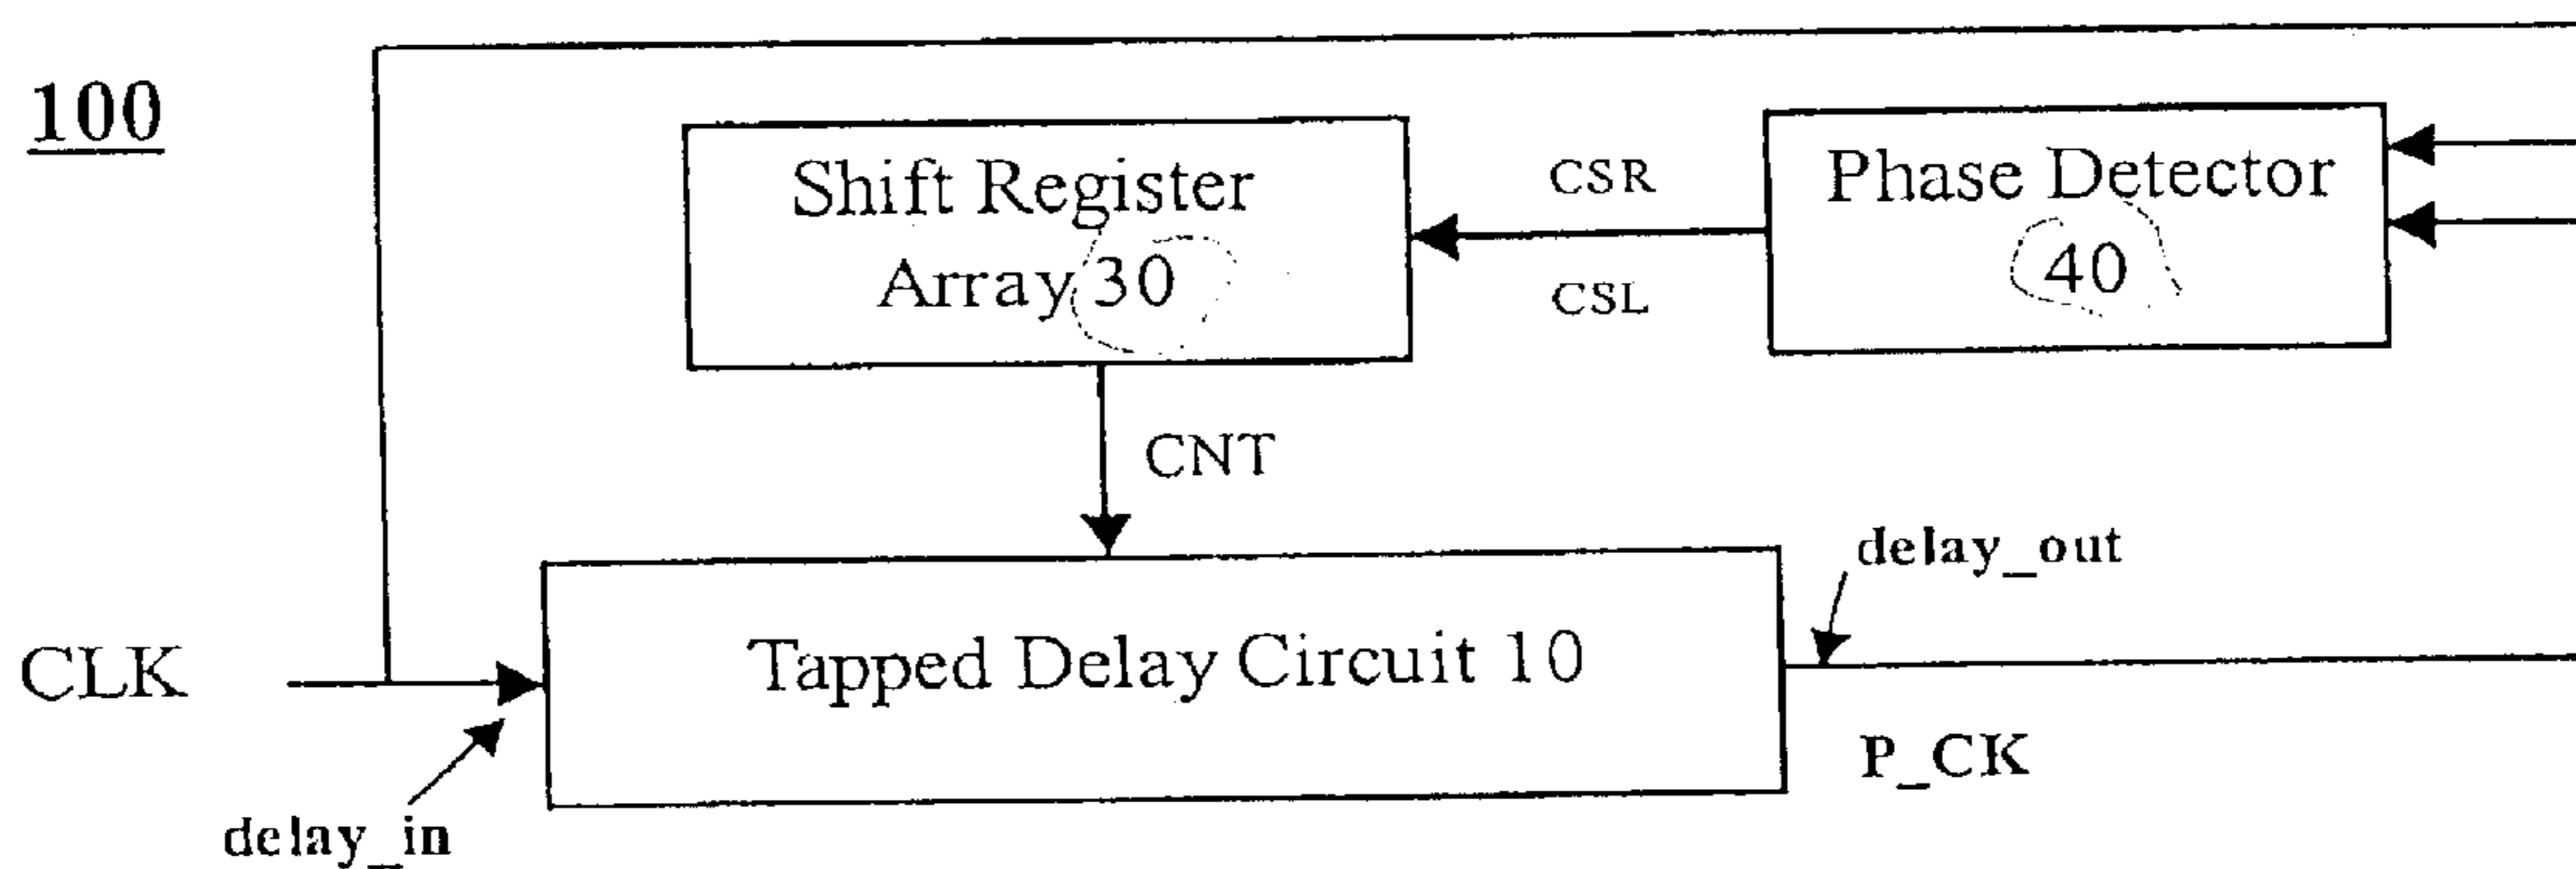 100
Shift Register
Array 30
CSR
CSL
Phase Detector
40
CNT
delay_out
CLK
Tapped Delay Circuit 10
P_CK
delay_in